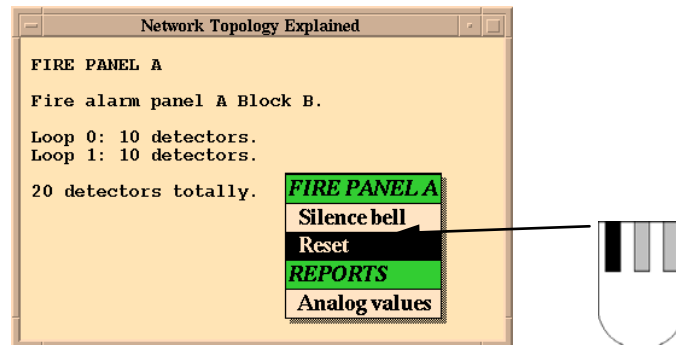 Network Topology Explained
FIRE PANEL A
Fire alarm panel A Block B.
Loop 0: 10 detectors.
Loop 1: 10 detectors.
20 detectors totally.
FIRE PANEL A
Silence bell
Reset
REPORTS
Analog values